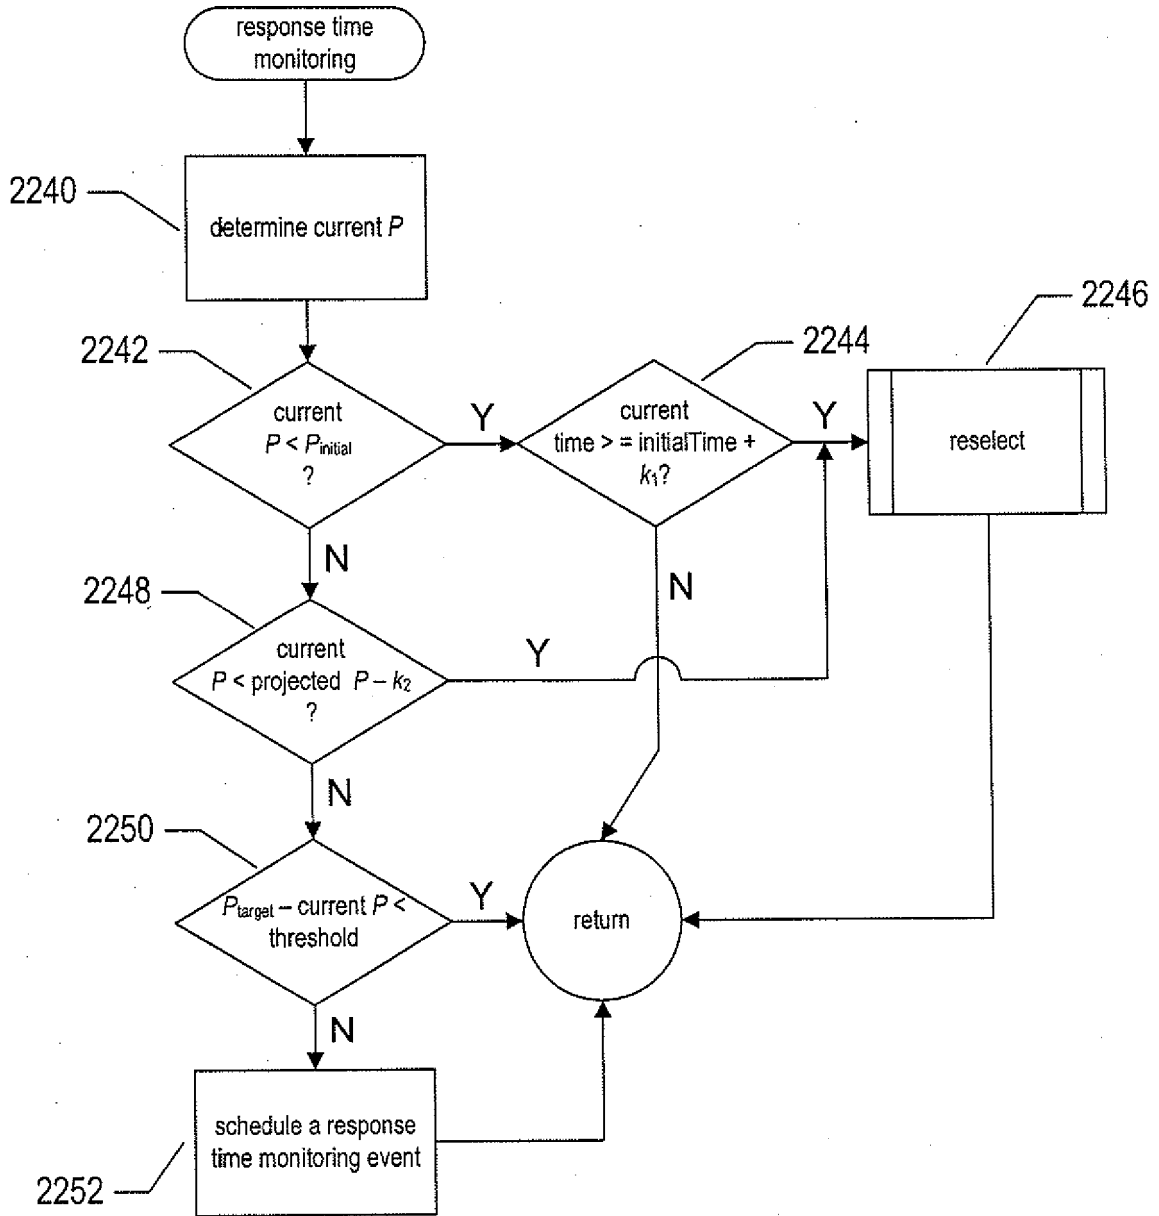 response time
monitoring
2240
determine current P
2246
2242
2244
current
P < Pinitial
?
Y
current
time > = initialTime +
k1?
Y
reselect
N
N
2248
current
P < projected P – k2
?
Y
N
2250
Ptarget – current P <
threshold
Y
return
N
schedule a response
time monitoring event
2252